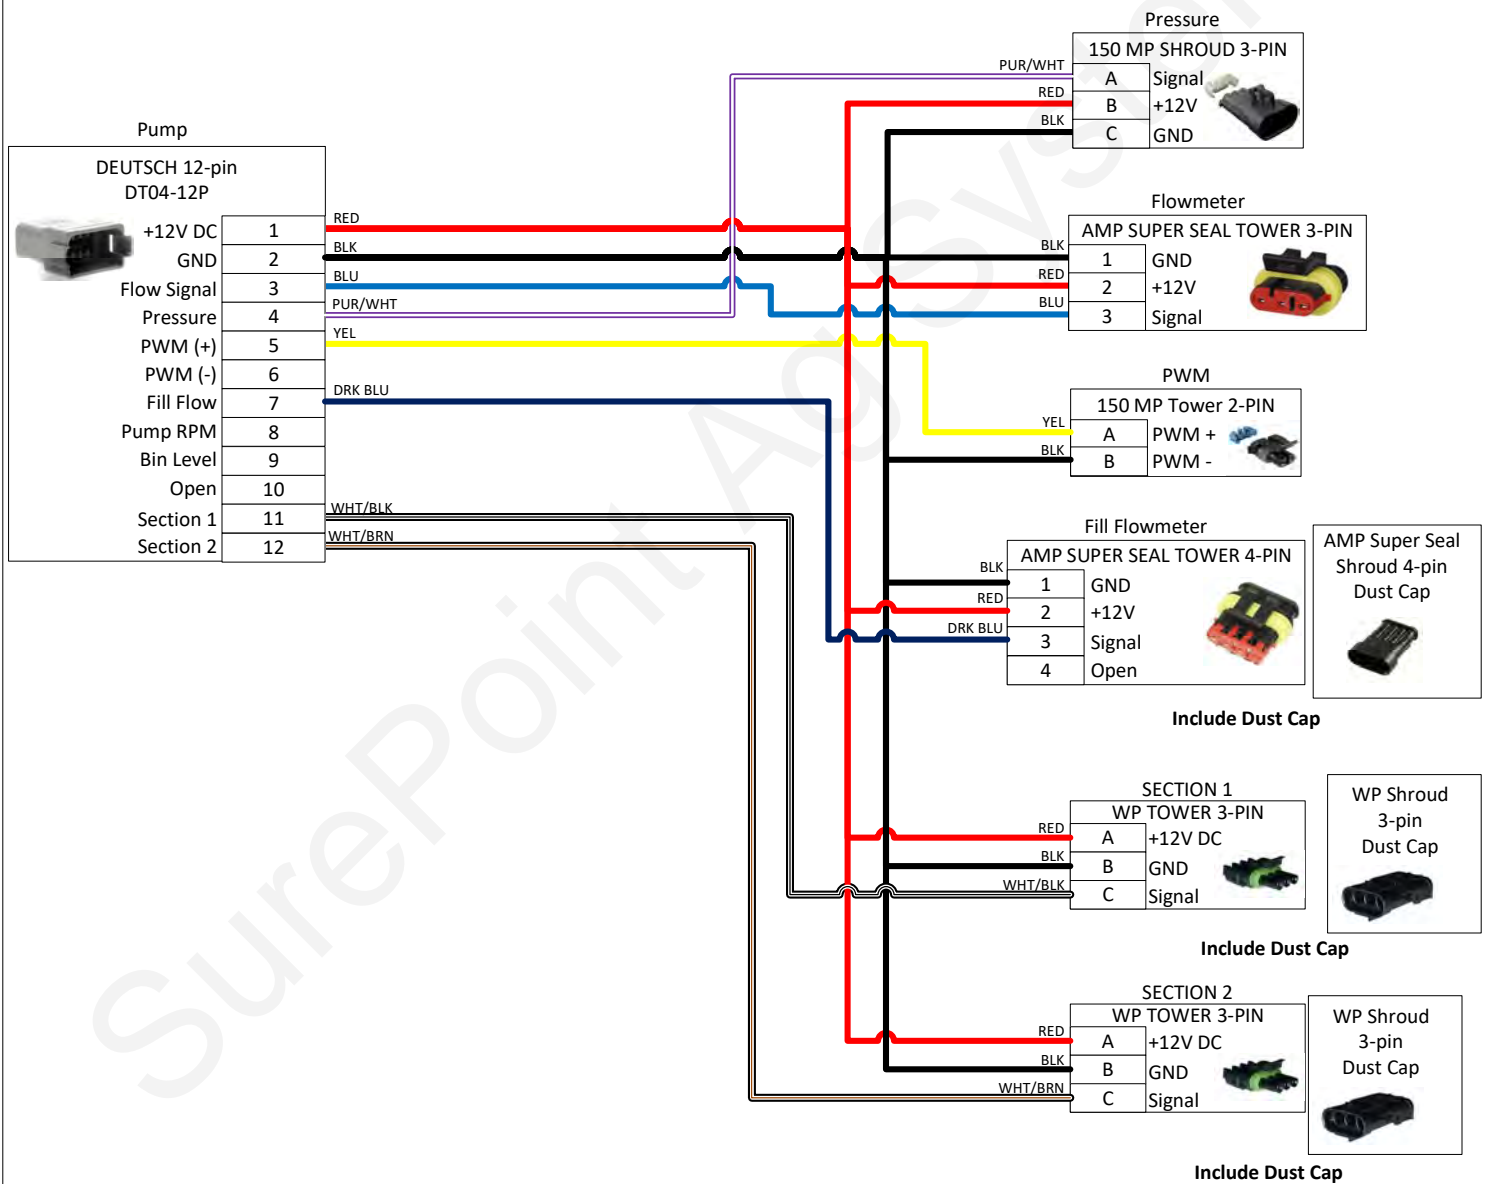 Pump
DEUTSCH 12-pin
DT04-12P
+12V DC 1 RED
GND 2 BLK
Flow Signal 3 BLU
Pressure 4 PUR/WHT
PWM (+) 5 YEL
PWM (-) 6
Fill Flow 7 DRK BLU
Pump RPM 8
Bin Level 9
Open 10
Section 1 11 WHT/BLK
Section 2 12 WHT/BRN
Pressure
150 MP SHROUD 3-PIN
PUR/WHT A Signal
RED B +12V
BLK C GND
Flowmeter
AMP SUPER SEAL TOWER 3-PIN
BLK 1 GND
RED 2 +12V
BLU 3 Signal
PWM
150 MP Tower 2-PIN
YEL A PWM +
BLK B PWM -
Fill Flowmeter
AMP SUPER SEAL TOWER 4-PIN
BLK 1 GND
RED 2 +12V
DRK BLU 3 Signal
4 Open
AMP Super Seal
Shroud 4-pin
Dust Cap
Include Dust Cap
SECTION 1
WP TOWER 3-PIN
RED A +12V DC
BLK B GND
WHT/BLK C Signal
WP Shroud
3-pin
Dust Cap
Include Dust Cap
SECTION 2
WP TOWER 3-PIN
RED A +12V DC
BLK B GND
WHT/BRN C Signal
WP Shroud
3-pin
Dust Cap
Include Dust Cap
SurePoint Ag System